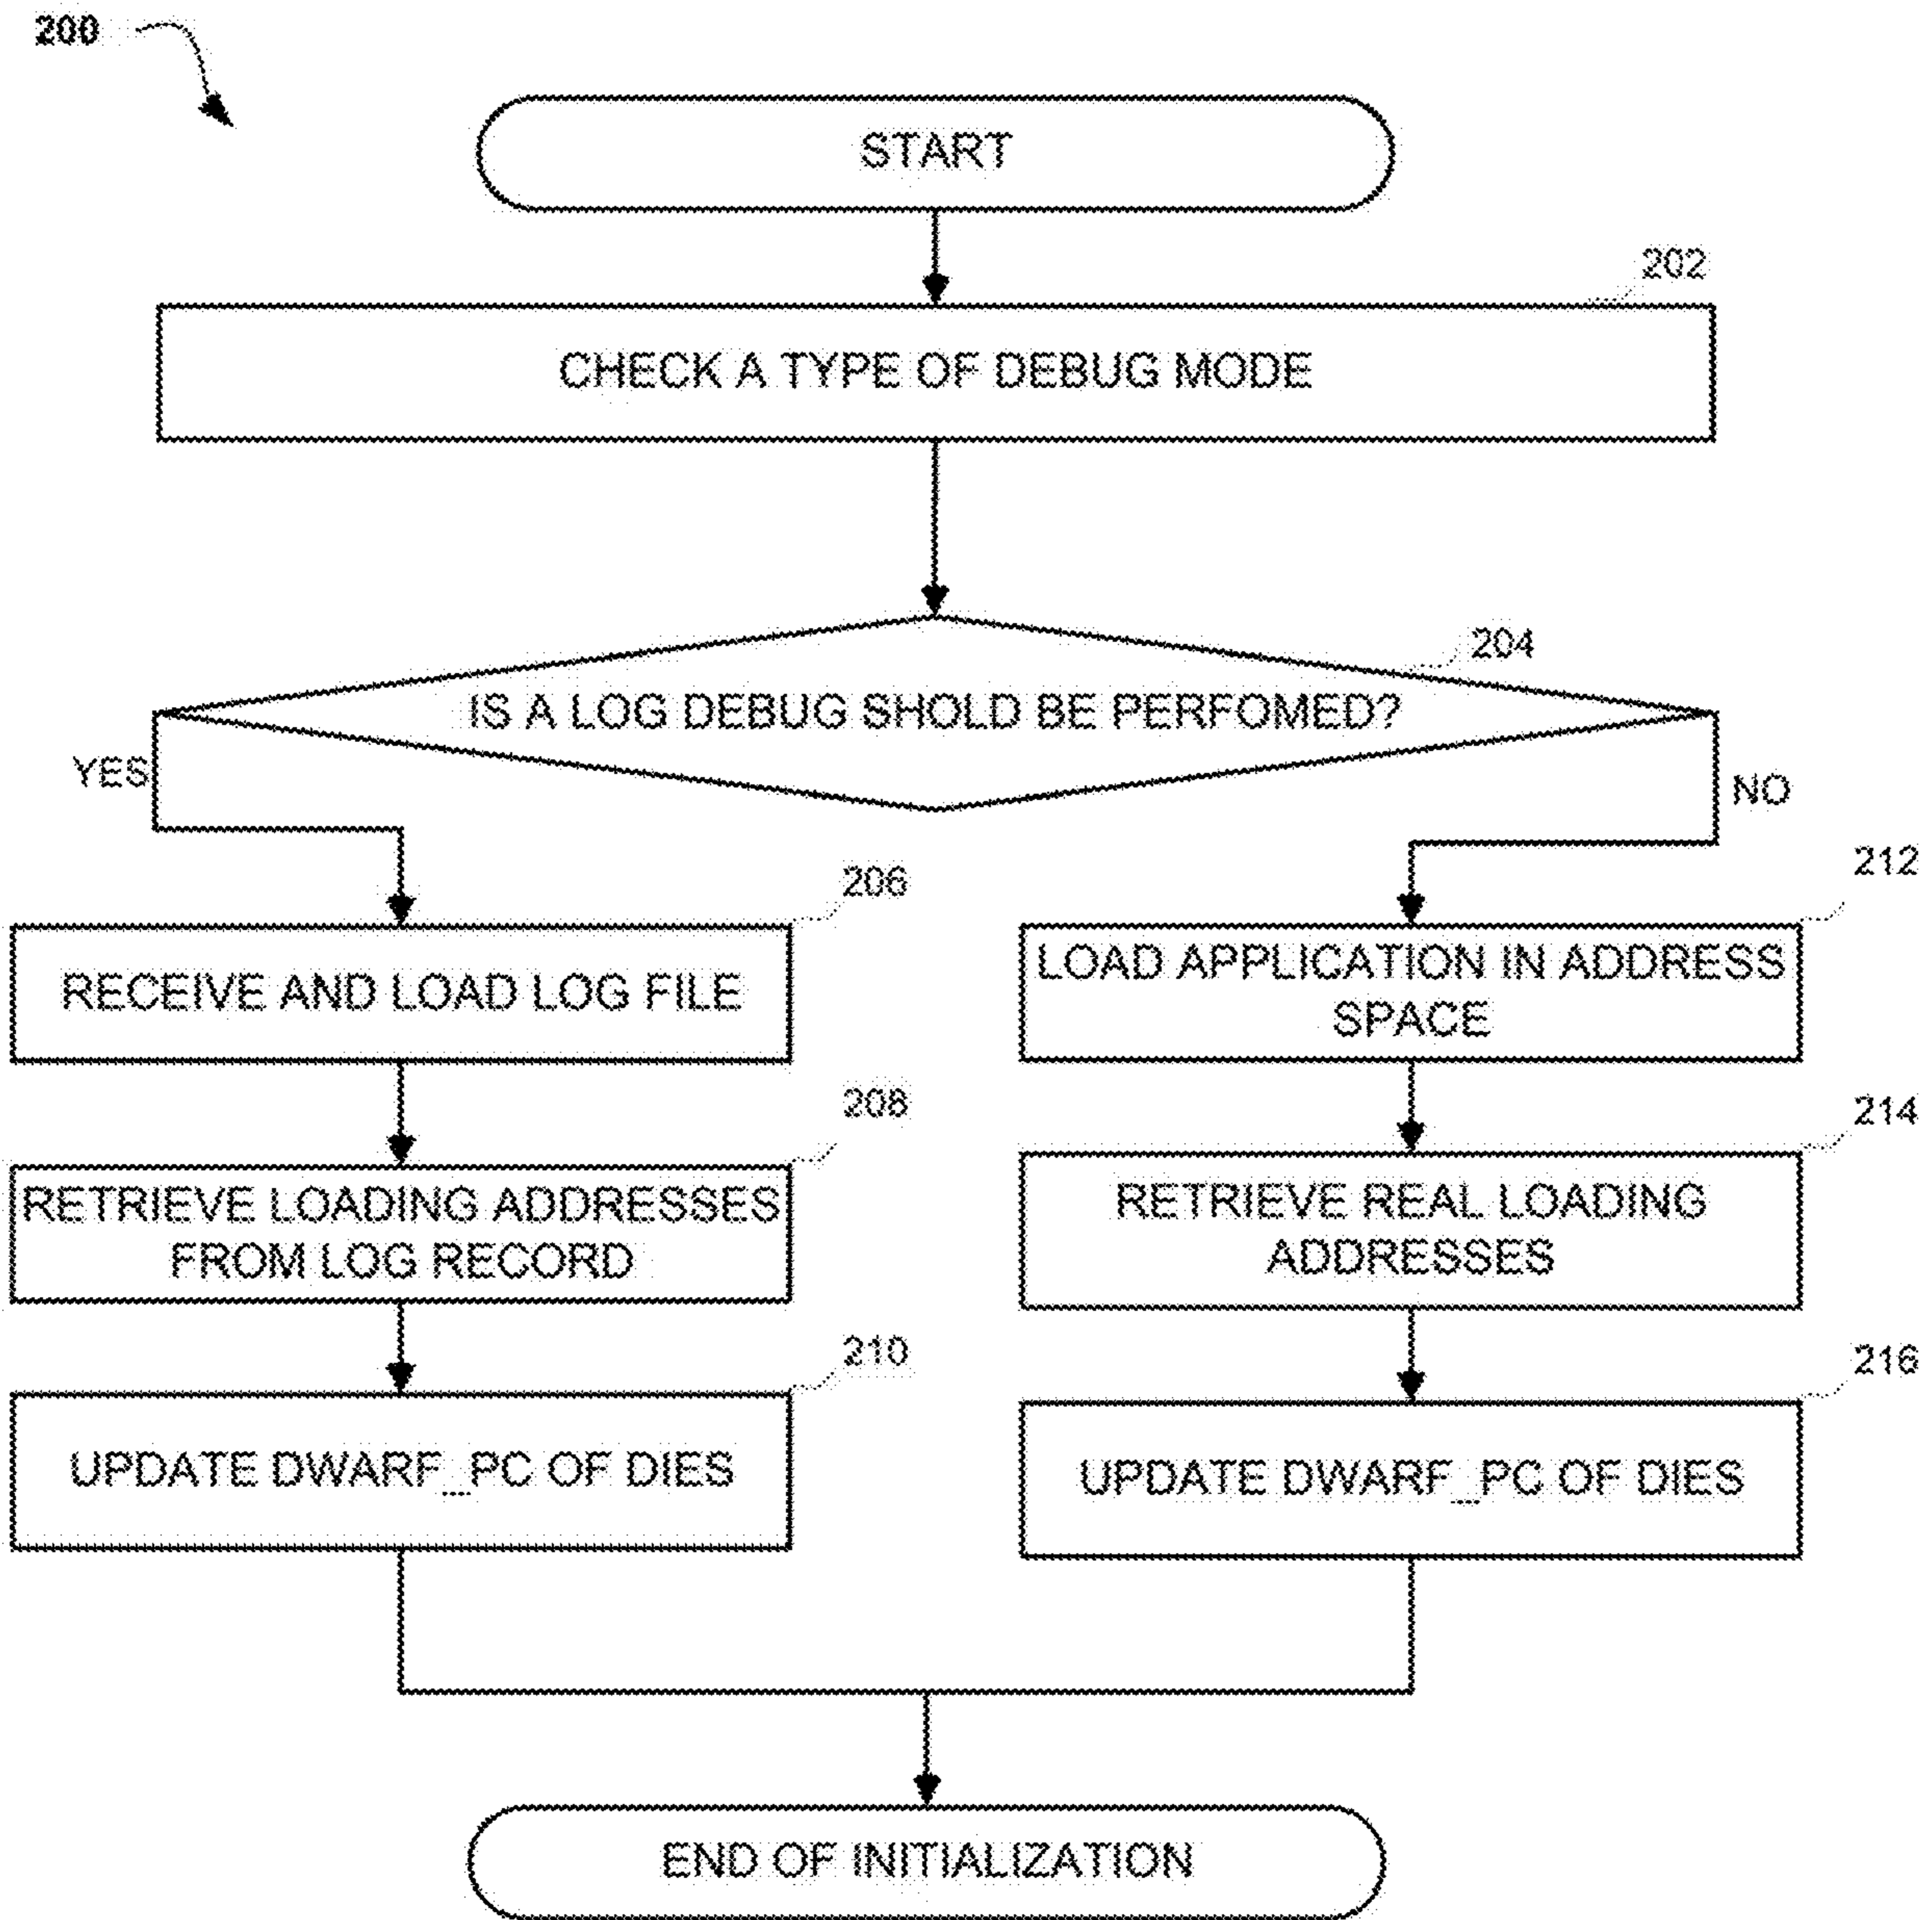 200
START
202
CHECK A TYPE OF DEBUG MODE
204
IS A LOG DEBUG SHOLD BE PERFOMED?
YES
NO
206
RECEIVE AND LOAD LOG FILE
212
LOAD APPLICATION IN ADDRESS
SPACE
208
RETRIEVE LOADING ADDRESSES
FROM LOG RECORD
214
RETRIEVE REAL LOADING
ADDRESSES
210
UPDATE DWARF_PC OF DIES
216
UPDATE DWARF_PC OF DIES
END OF INITIALIZATION